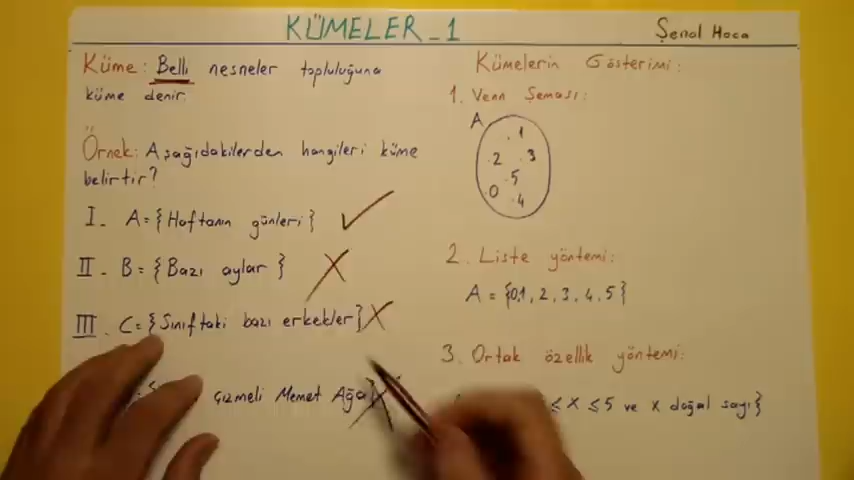 KÜMELER_1
Şenol Hoca
Küme: Belli nesneler topluluğuna
küme denir.
Örnek: Aşağıdakilerden hangileri küme
belirtir?
I. A={Haftanın günleri}
II. B={Bazı aylar}
III. C={Sınıftaki bazı erkekler}
çizmeli Memet Ağa}
Kümelerin Gösterimi:
1. Venn Şeması:
A
1
2 3
5
0 4
2. Liste yöntemi:
A = {0,1, 2, 3, 4, 5}
3. Ortak özellik yöntemi:
≤ x ≤5 ve x doğal sayı}